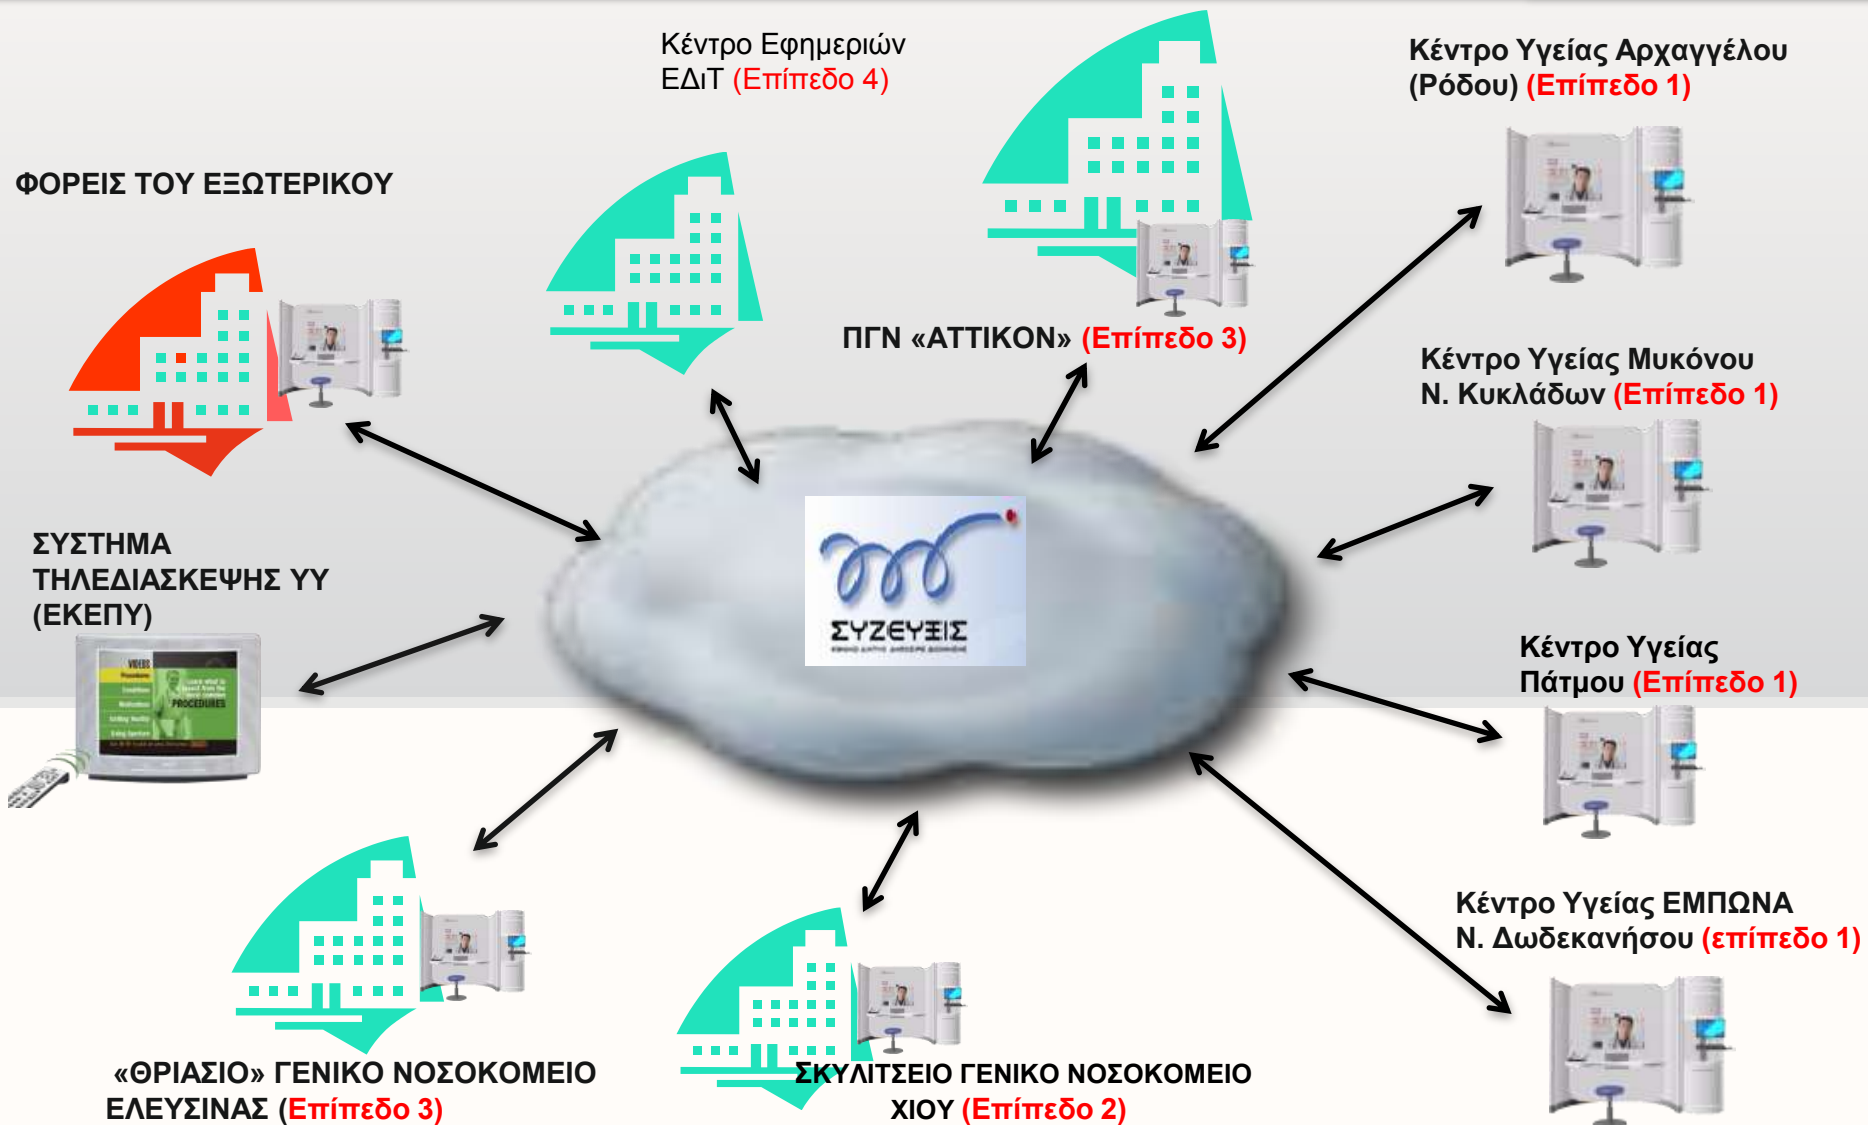 Κέντρο Εφημεριών
ΕΔιΤ (Επίπεδο 4)
Κέντρο Υγείας Αρχαγγέλου
(Ρόδου) (Επίπεδο 1)
ΦΟΡΕΙΣ ΤΟΥ ΕΞΩΤΕΡΙΚΟΥ
ΠΓΝ «ΑΤΤΙΚΟΝ» (Επίπεδο 3)
Κέντρο Υγείας Μυκόνου
Ν. Κυκλάδων (Επίπεδο 1)
ΣΥΣΤΗΜΑ
ΤΗΛΕΔΙΑΣΚΕΨΗΣ ΥΥ
(ΕΚΕΠΥ)
ΣΥΖΕΥΞΙΣ
VIDEOS
Procedures
PROCEDURES
Κέντρο Υγείας
Πάτμου (Επίπεδο 1)
Κέντρο Υγείας ΕΜΠΩΝΑ
Ν. Δωδεκανήσου (επίπεδο 1)
«ΘΡΙΑΣΙΟ» ΓΕΝΙΚΟ ΝΟΣΟΚΟΜΕΙΟ
ΕΛΕΥΣΙΝΑΣ (Επίπεδο 3)
ΣΚΥΛΙΤΣΕΙΟ ΓΕΝΙΚΟ ΝΟΣΟΚΟΜΕΙΟ
ΧΙΟΥ (Επίπεδο 2)